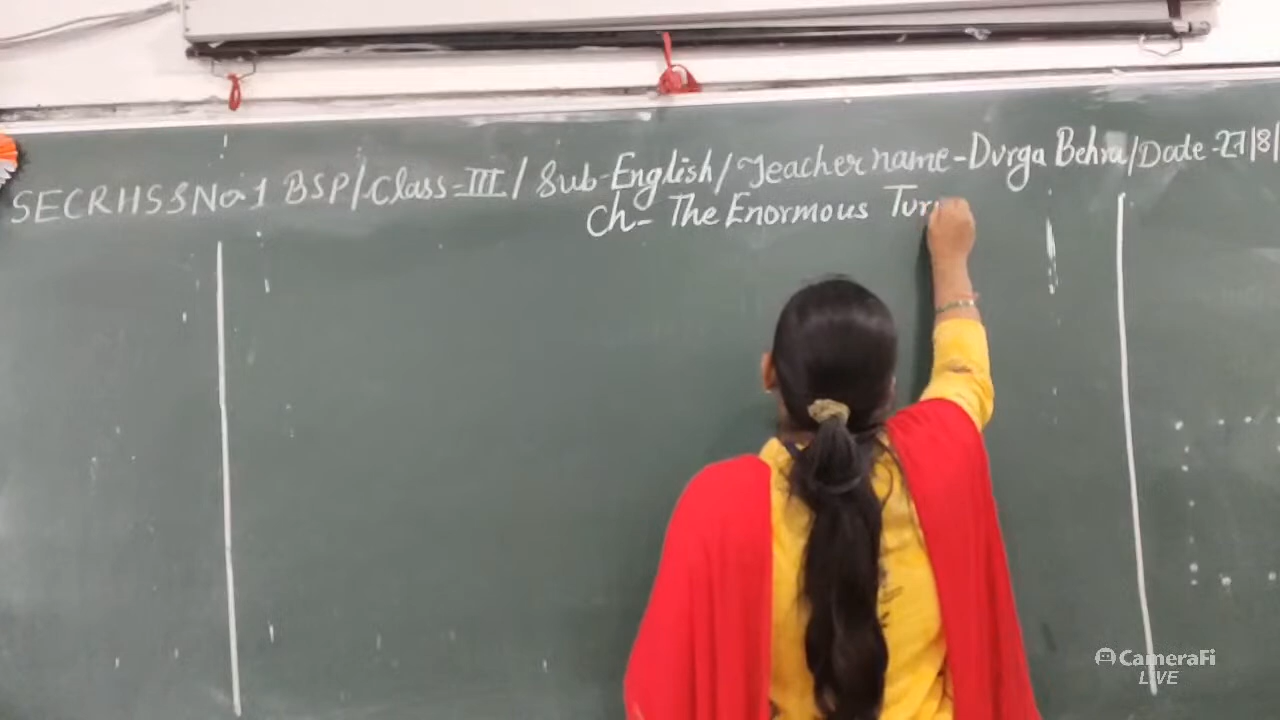 SECRHSS No 1 BSP/Class-III/Sub-English/Teacher name-Durga Behra/Date-27/8/
Ch- The Enormous Tur
CameraFi
LIVE